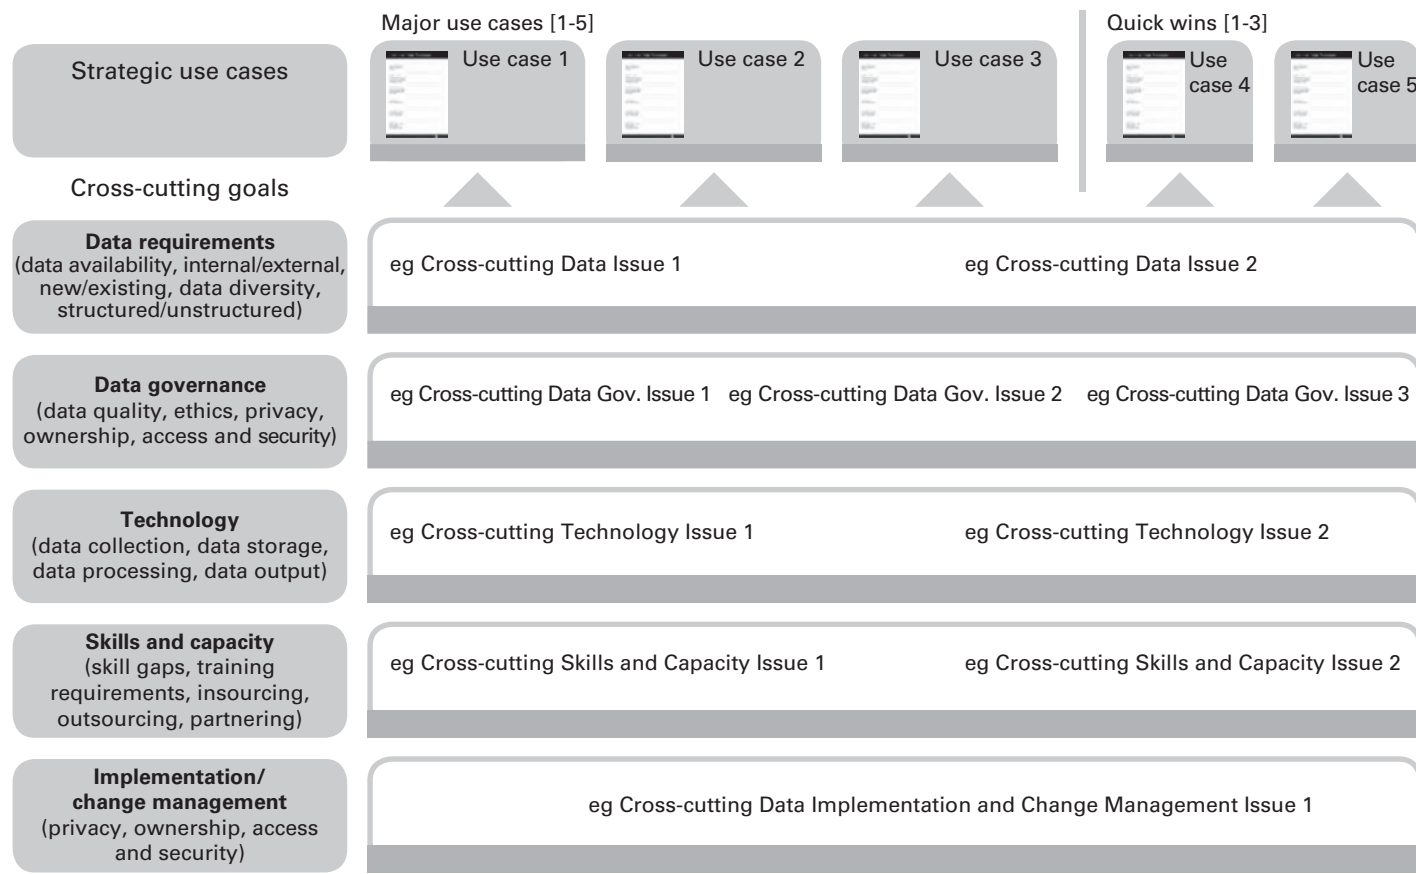 Major use cases [1-5]
Quick wins [1-3]
Strategic use cases
Use case 1
Use case 2
Use case 3
Use
case 4
Use
case 5
Cross-cutting goals
Data requirements
(data availability, internal/external,
new/existing, data diversity,
structured/unstructured)
eg Cross-cutting Data Issue 1
eg Cross-cutting Data Issue 2
Data governance
(data quality, ethics, privacy,
ownership, access and security)
eg Cross-cutting Data Gov. Issue 1
eg Cross-cutting Data Gov. Issue 2
eg Cross-cutting Data Gov. Issue 3
Technology
(data collection, data storage,
data processing, data output)
eg Cross-cutting Technology Issue 1
eg Cross-cutting Technology Issue 2
Skills and capacity
(skill gaps, training
requirements, insourcing,
outsourcing, partnering)
eg Cross-cutting Skills and Capacity Issue 1
eg Cross-cutting Skills and Capacity Issue 2
Implementation/
change management
(privacy, ownership, access
and security)
eg Cross-cutting Data Implementation and Change Management Issue 1